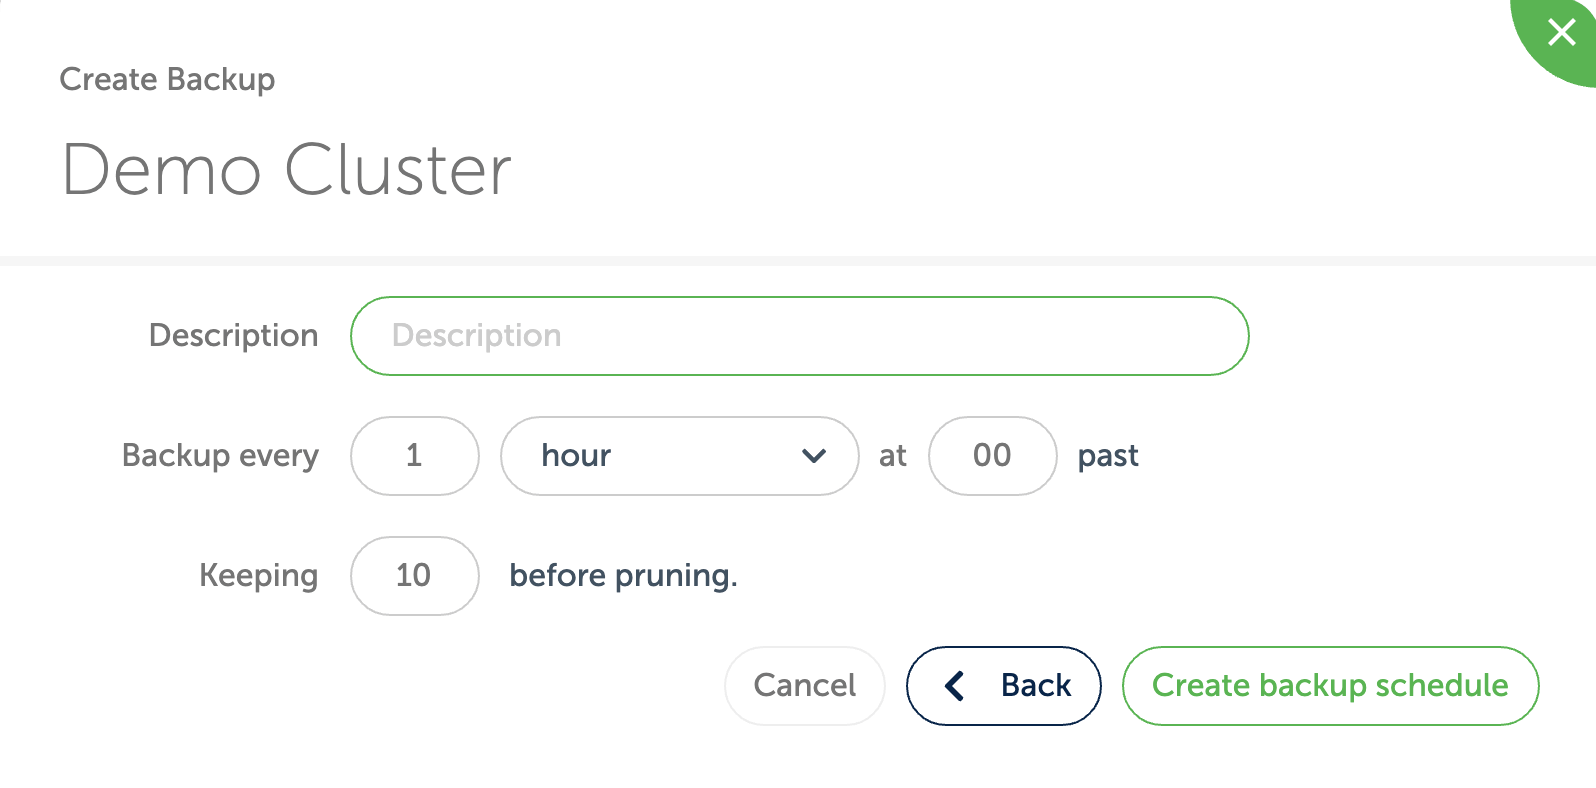 Create Backup
Demo Cluster
Description Description
Backup every 1 hour at 00 past
Keeping 10 before pruning.
Cancel Back Create backup schedule